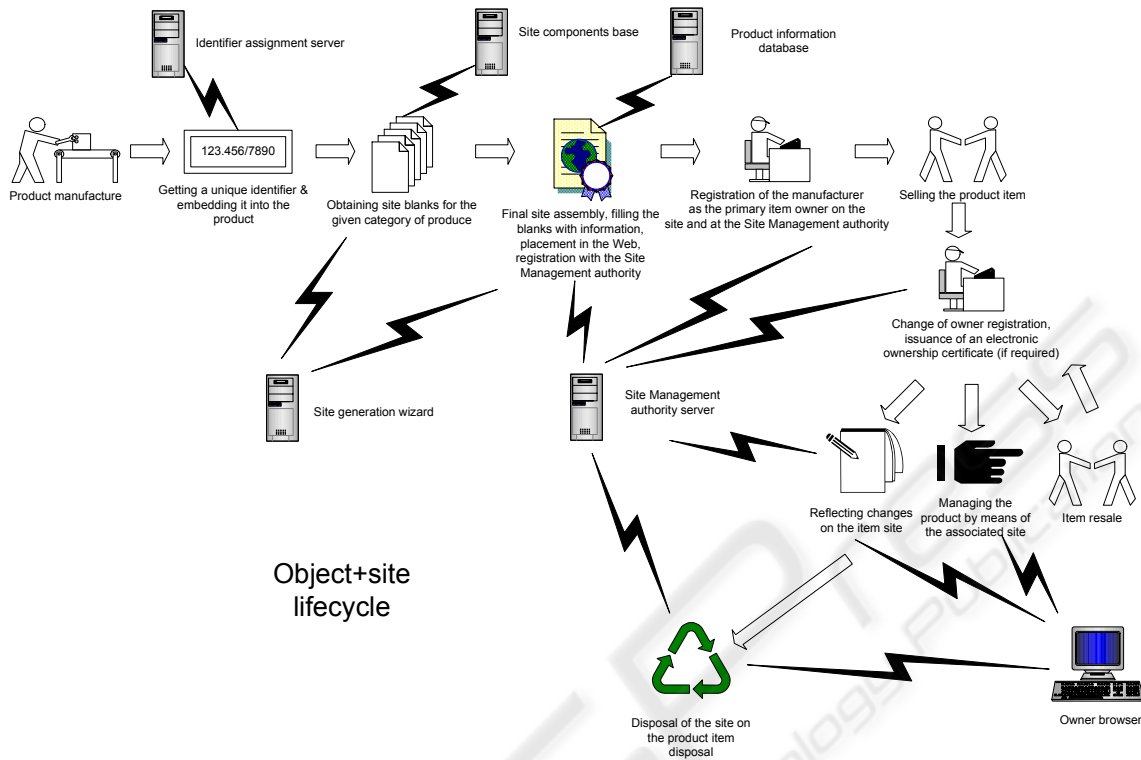 Identifier assignment server
Site components base
Product information
database
123.456/7890
Product manufacture
Getting a unique identifier &
embedding it into the
product
Obtaining site blanks for the
given category of produce
Final site assembly, filling the
blanks with information,
placement in the Web,
registration with the Site
Management authority
Registration of the manufacturer
as the primary item owner on the
site and at the Site Management authority
Selling the product item
Change of owner registration,
issuance of an electronic
ownership certificate (if required)
Site generation wizard
Site Management
authority server
Reflecting changes
on the item site
Managing the
product by means of
the associated site
Item resale
Object+site
lifecycle
Disposal of the site on
the product item
disposal
Owner browser